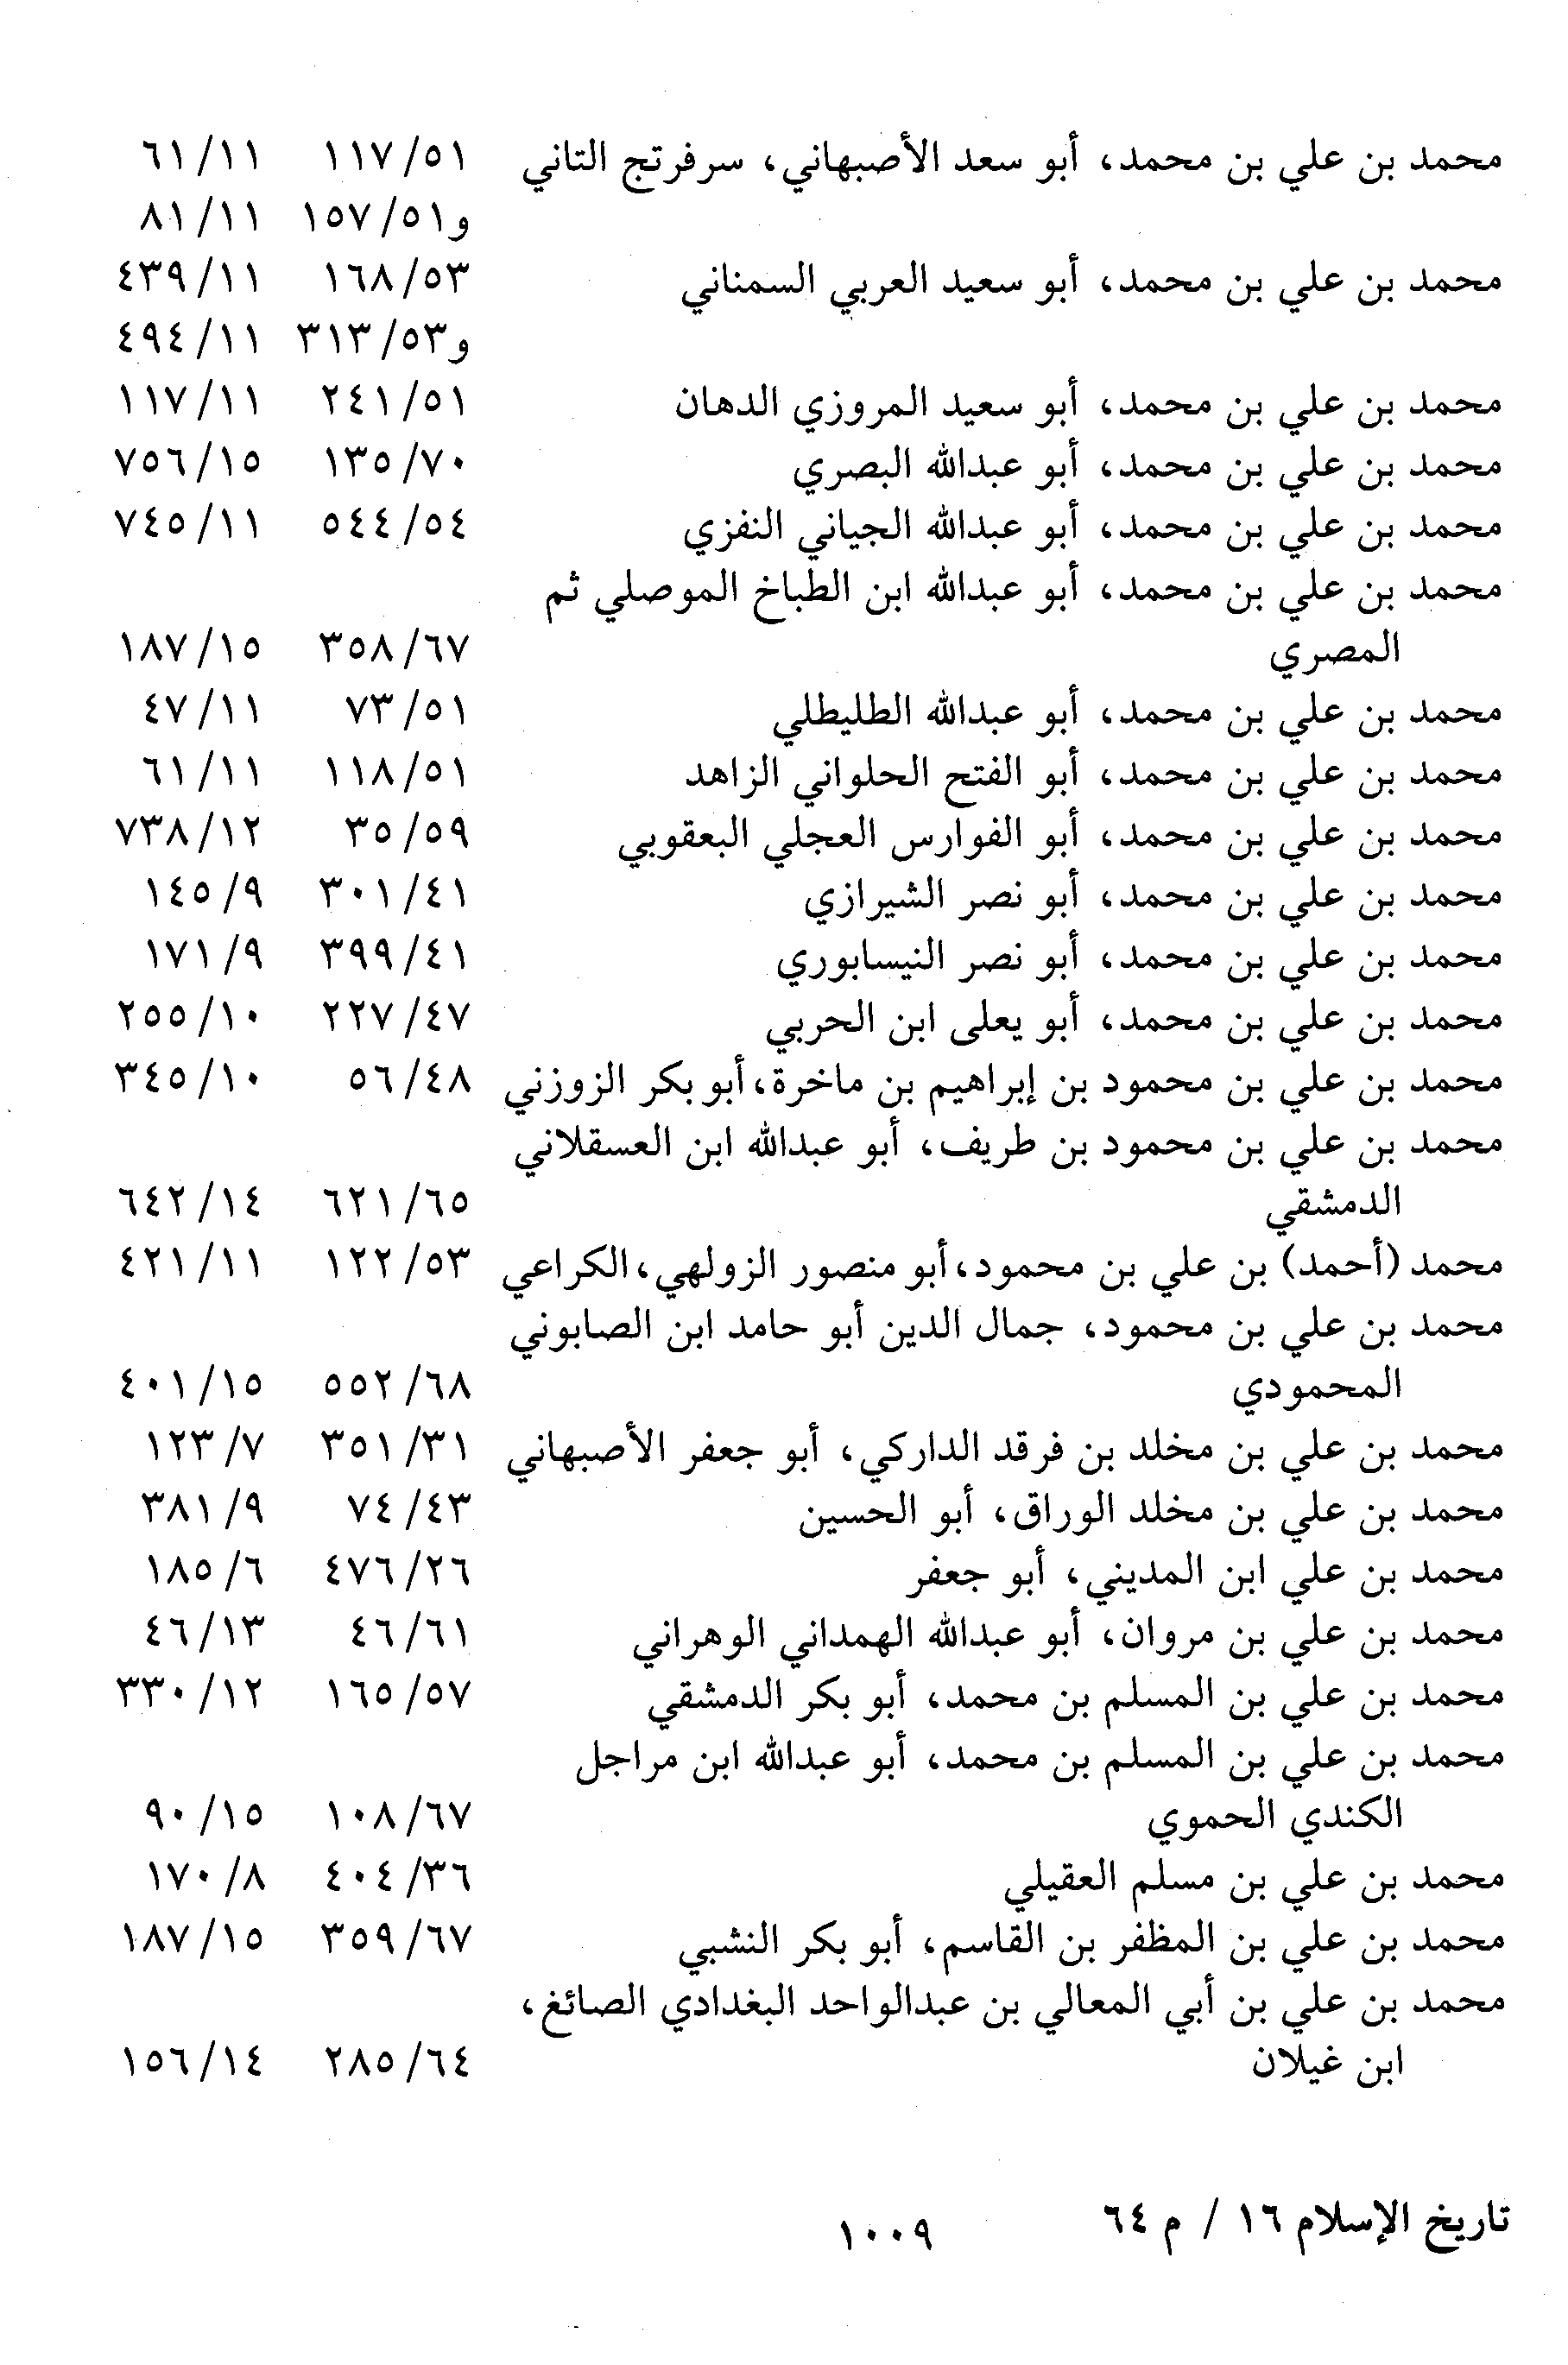 محمد بن علي بن محمد، أبو سعد الأصبهاني، سرفرتج التاني ٥١/ ١١٧ ١١/ ٦١
و٥١/ ١٥٧ ١١/ ٨١
محمد بن علي بن محمد، أبو سعيد العربي السمناني ٥٣/ ١٦٨ ١١/ ٤٣٩
و٥٣/ ٣١٣ ١١/ ٤٩٤
محمد بن علي بن محمد، أبو سعيد المروزي الدهان ٥١/ ٢٤١ ١١/ ١١٧
محمد بن علي بن محمد، أبو عبدالله البصري ٧٠/ ١٣٥ ١٥/ ٧٥٦
محمد بن علي بن محمد، أبو عبدالله الجياني النفزي ٥٤/ ٥٤٤ ١١/ ٧٤٥
محمد بن علي بن محمد، أبو عبدالله ابن الطباخ الموصلي ثم
المصري ٦٧/ ٣٥٨ ١٥/ ١٨٧
محمد بن علي بن محمد، أبو عبدالله الطليطلي ٥١/ ٧٣ ١١/ ٤٧
محمد بن علي بن محمد، أبو الفتح الحلواني الزاهد ٥١/ ١١٨ ١١/ ٦١
محمد بن علي بن محمد، أبو الفوارس العجلي البعقوبي ٥٩/ ٣٥ ١٢/ ٧٣٨
محمد بن علي بن محمد، أبو نصر الشيرازي ٤١/ ٣٠١ ٩/ ١٤٥
محمد بن علي بن محمد، أبو نصر النيسابوري ٤١/ ٣٩٩ ٩/ ١٧١
محمد بن علي بن محمد، أبو يعلى ابن الحربي ٤٧/ ٢٢٧ ١٠/ ٢٥٥
محمد بن علي بن محمود بن إبراهيم بن ماخرة، أبو بكر الزوزني ٤٨/ ٥٦ ١٠/ ٣٤٥
محمد بن علي بن محمود بن طريف، أبو عبدالله ابن العسقلاني
الدمشقي ٦٥/ ٦٢١ ١٤/ ٦٤٢
محمد (أحمد) بن علي بن محمود، أبو منصور الزولهي، الكراعي ٥٣/ ١٢٢ ١١/ ٤٢١
محمد بن علي بن محمود، جمال الدين أبو حامد ابن الصابوني
المحمودي ٦٨/ ٥٥٢ ١٥/ ٤٠١
محمد بن علي بن مخلد بن فرقد الداركي، أبو جعفر الأصبهاني ٣١/ ٣٥١ ٧/ ١٢٣
محمد بن علي بن مخلد الوراق، أبو الحسين ٤٣/ ٧٤ ٩/ ٣٨١
محمد بن علي ابن المديني، أبو جعفر ٢٦/ ٤٧٦ ٦/ ١٨٥
محمد بن علي بن مروان، أبو عبدالله الهمداني الوهراني ٦١/ ٤٦ ١٣/ ٤٦
محمد بن علي بن المسلم بن محمد، أبو بكر الدمشقي ٥٧/ ١٦٥ ١٢/ ٣٣٠
محمد بن علي بن المسلم بن محمد، أبو عبدالله ابن مراجل
الكندي الحموي ٦٧/ ١٠٨ ١٥/ ٩٠
محمد بن علي بن مسلم العقيلي ٣٦/ ٤٠٤ ٨/ ١٧٠
محمد بن علي بن المظفر بن القاسم، أبو بكر النشبي ٦٧/ ٣٥٩ ١٥/ ١٨٧
محمد بن علي بن أبي المعالي بن عبدالواحد البغدادي الصائغ،
ابن غيلان ٦٤/ ٢٨٥ ١٤/ ١٥٦
تاريخ الإسلام ١٦ / م ٦٤ ١٠٠٩